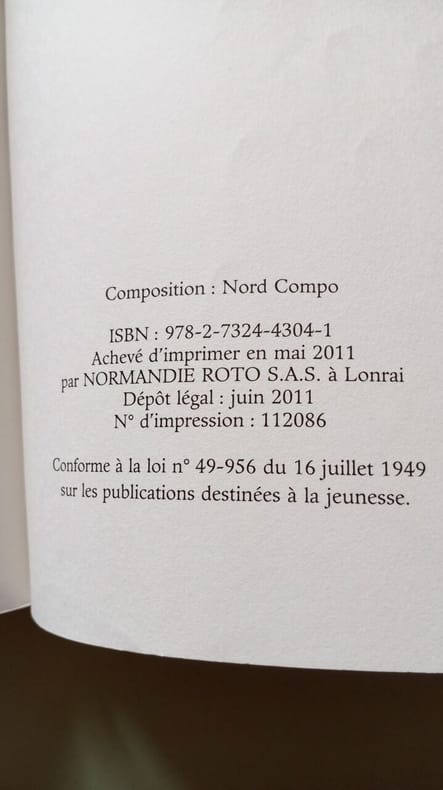 Composition : Nord Compo
ISBN : 978-2-7324-4304-1
Achevé d'imprimer en mai 2011
par NORMANDIE ROTO S.A.S. à Lonrai
Dépôt légal : juin 2011
N° d'impression : 112086
Conforme à la loi n° 49-956 du 16 juillet 1949
sur les publications destinées à la jeunesse.